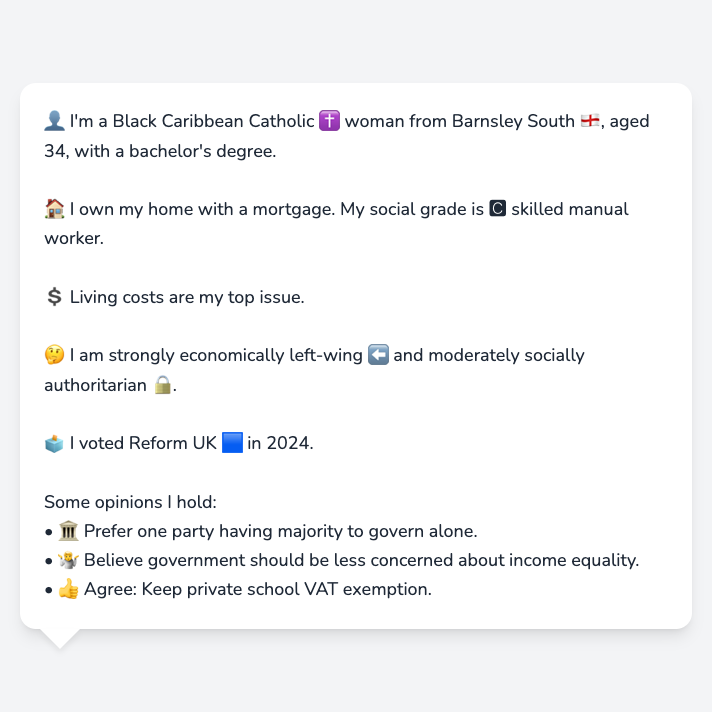 👤 I'm a Black Caribbean Catholic ✝️ woman from Barnsley South 🏴󠁧󠁢󠁥󠁮󠁧󠁿, aged
34, with a bachelor's degree.
🏠 I own my home with a mortgage. My social grade is 🅲 skilled manual
worker.
💲 Living costs are my top issue.
🤔 I am strongly economically left-wing ⬅️ and moderately socially
authoritarian 🔒.
🗳️ I voted Reform UK 🟦 in 2024.
Some opinions I hold:
• 🏛️ Prefer one party having majority to govern alone.
• 🤷 Believe government should be less concerned about income equality.
• 👍 Agree: Keep private school VAT exemption.